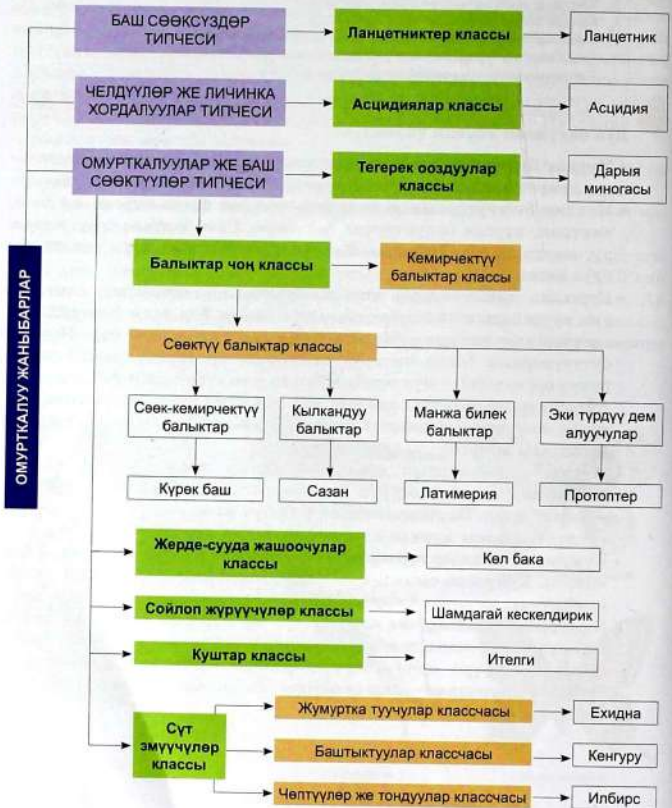 БАШ СӨӨКСҮЗДӨР
ТИПЧЕСИ
Ланцетниктер классы
Ланцетник
ЧЕЛДҮҮЛӨР ЖЕ ЛИЧИНКА
ХОРДАЛУУЛАР ТИПЧЕСИ
Асцидиялар классы
Асцидия
ОМУРТКАЛУУЛАР ЖЕ БАШ
СӨӨКТҮҮЛӨР ТИПЧЕСИ
Тегерек ооздуулар
классы
Дарыя
миногасы
ОМУРТКАЛУУ ЖАНЫБАРЛАР
Балыктар чоң классы
Кемирчектүү
балыктар классы
Сөөктүү балыктар классы
Сөөк-кемирчектүү
балыктар
Кылкандуу
балыктар
Манжа билек
балыктар
Эки түрдүү дем
алуучулар
Күрөк баш
Сазан
Латимерия
Протоптер
Жерде-сууда жашоочулар
классы
Көл бака
Сойлоп жүрүүчүлөр классы
Шамдагай кескелдирик
Куштар классы
Ителги
Сүт
эмүүчүлөр
классы
Жумуртка туучулар классчасы
Ехидна
Баштыктуулар классчасы
Кенгуру
Чөптүүлөр же тондуулар классчасы
Илбирс